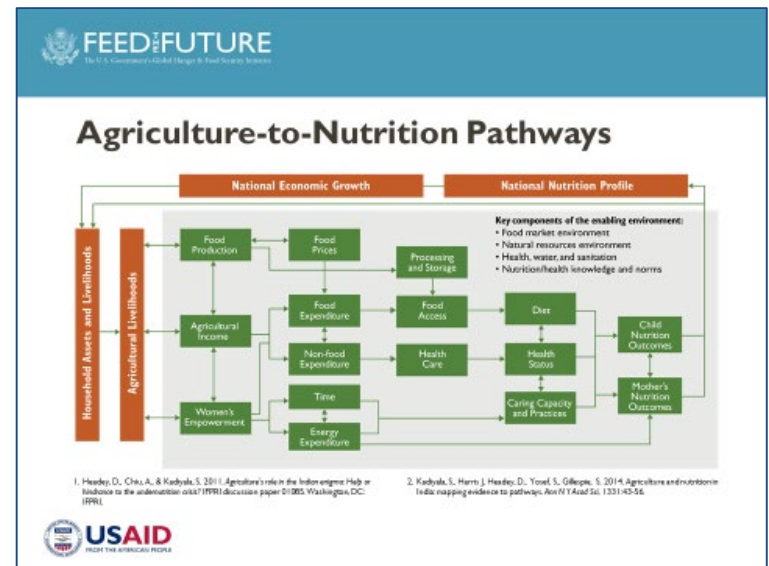 FEED THE FUTURE
The U.S. Government's Global Hunger & Food Security Initiative
Agriculture-to-Nutrition Pathways
National Economic Growth
National Nutrition Profile
Household Assets and Livelihoods
Agricultural Livelihoods
Key components of the enabling environment:
• Food market environment
• Natural resources environment
• Health, water, and sanitation
• Nutrition/health knowledge and norms
Food
Production
Food
Prices
Processing
and Storage
Agricultural
Income
Food
Expenditure
Food
Access
Diet
Child
Nutrition
Outcomes
Non-food
Expenditure
Health
Care
Health
Status
Women's
Empowerment
Time
Energy
Expenditure
Caring Capacity
and Practices
Mother's
Nutrition
Outcomes
1. Headey, D., Chiu, A., & Kadiyala, S. 2011. Agriculture's role in the Indian enigma: Help or
hindrance to the undernutrition crisis? IFPRI discussion paper 01085. Washington, DC:
IFPRI.
2. Kadiyala, S., Harris J., Headey, D., Yosef, S., Gillespie, S. 2014. Agriculture and nutrition in
India: mapping evidence to pathways. Ann N Y Acad Sci, 1331:43-56.
USAID
FROM THE AMERICAN PEOPLE